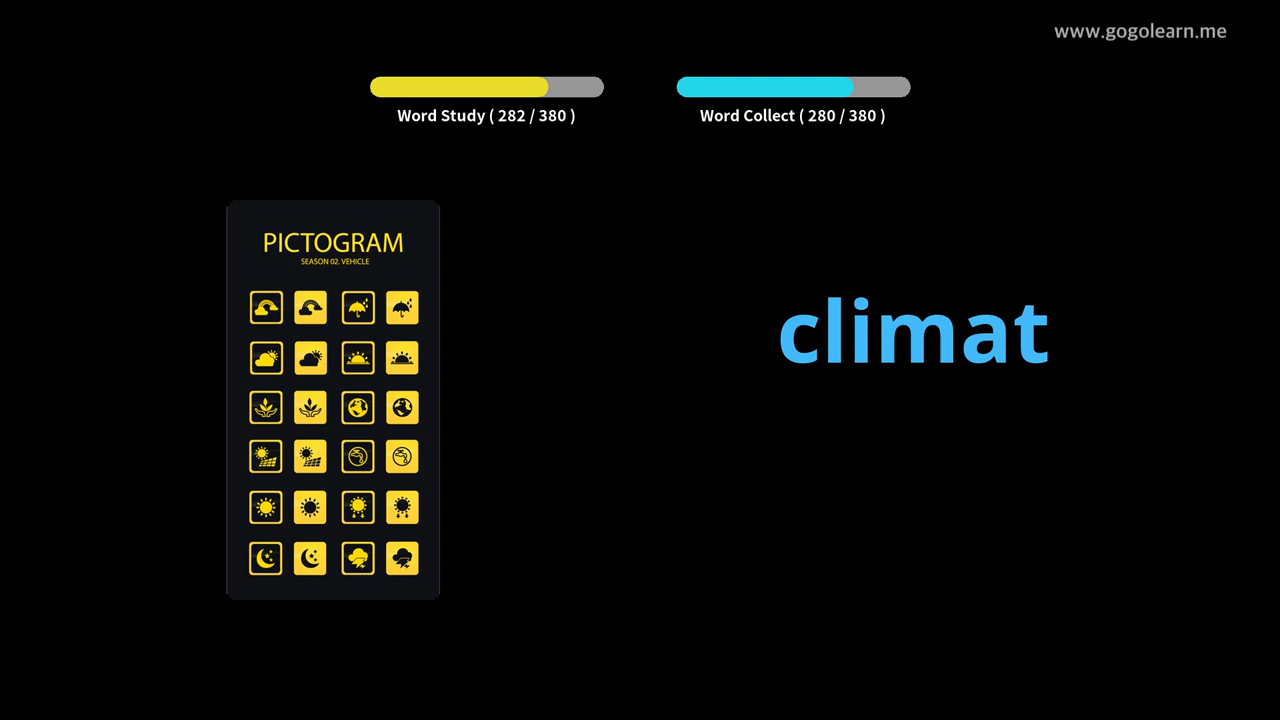 www.gogolearn.me
Word Study ( 282 / 380 )
Word Collect ( 280 / 380 )
PICTOGRAM
SEASON 02. VEHICLE
climat